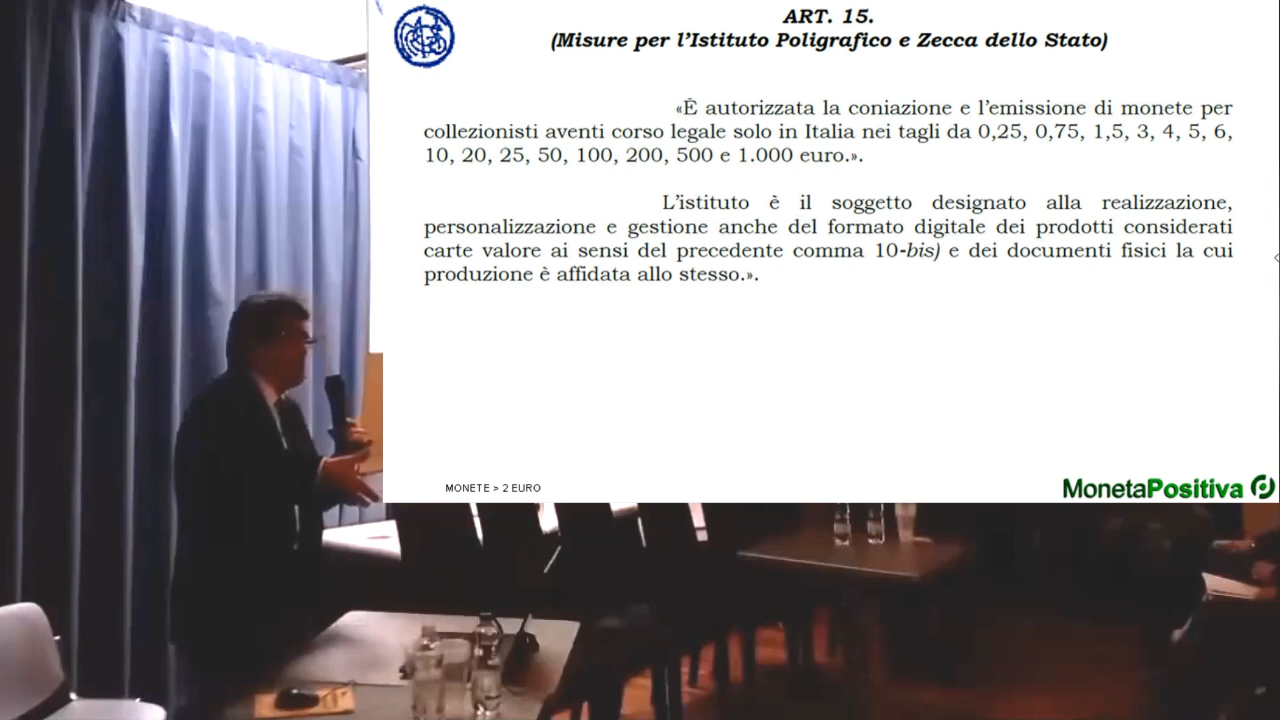 ART. 15.
(Misure per l'Istituto Poligrafico e Zecca dello Stato)
«È autorizzata la coniazione e l'emissione di monete per
collezionisti aventi corso legale solo in Italia nei tagli da 0,25, 0,75, 1,5, 3, 4, 5, 6,
10, 20, 25, 50, 100, 200, 500 e 1.000 euro.».
L'istituto è il soggetto designato alla realizzazione,
personalizzazione e gestione anche del formato digitale dei prodotti considerati
carte valore ai sensi del precedente comma 10-bis) e dei documenti fisici la cui
produzione è affidata allo stesso.».
MONETE > 2 EURO
MonetaPositiva